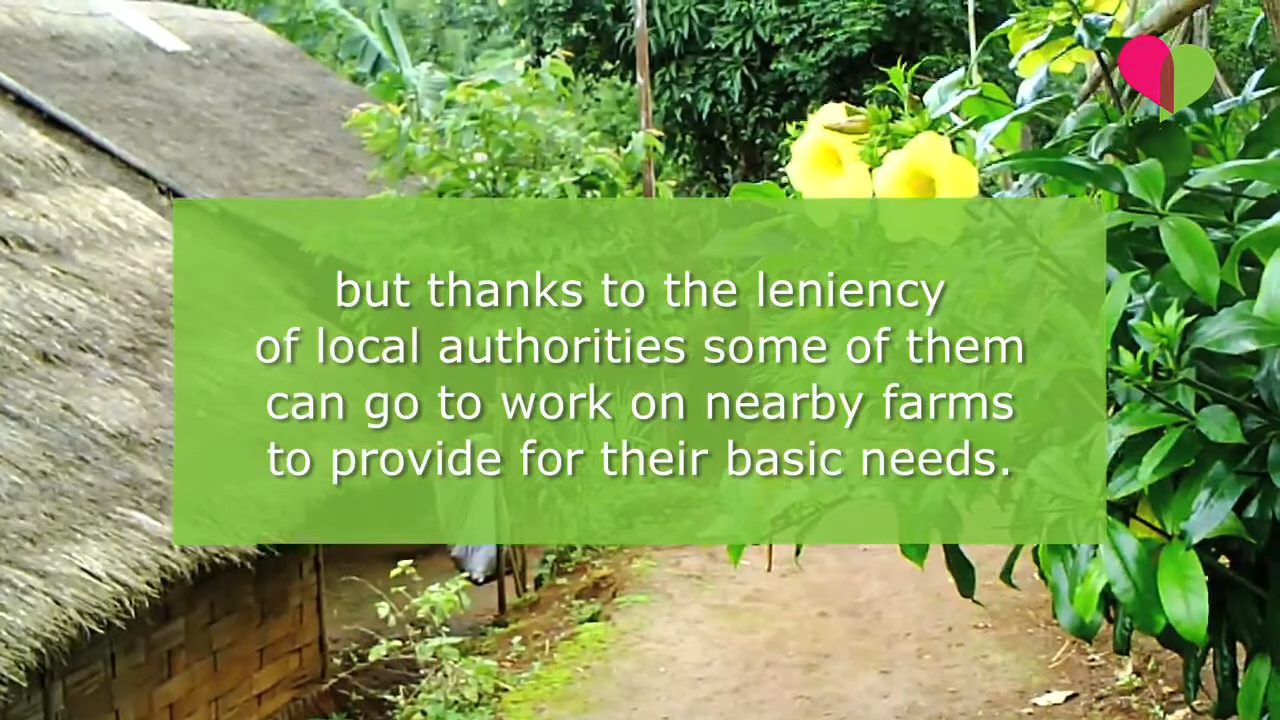 but thanks to the leniency
of local authorities some of them
can go to work on nearby farms
to provide for their basic needs.